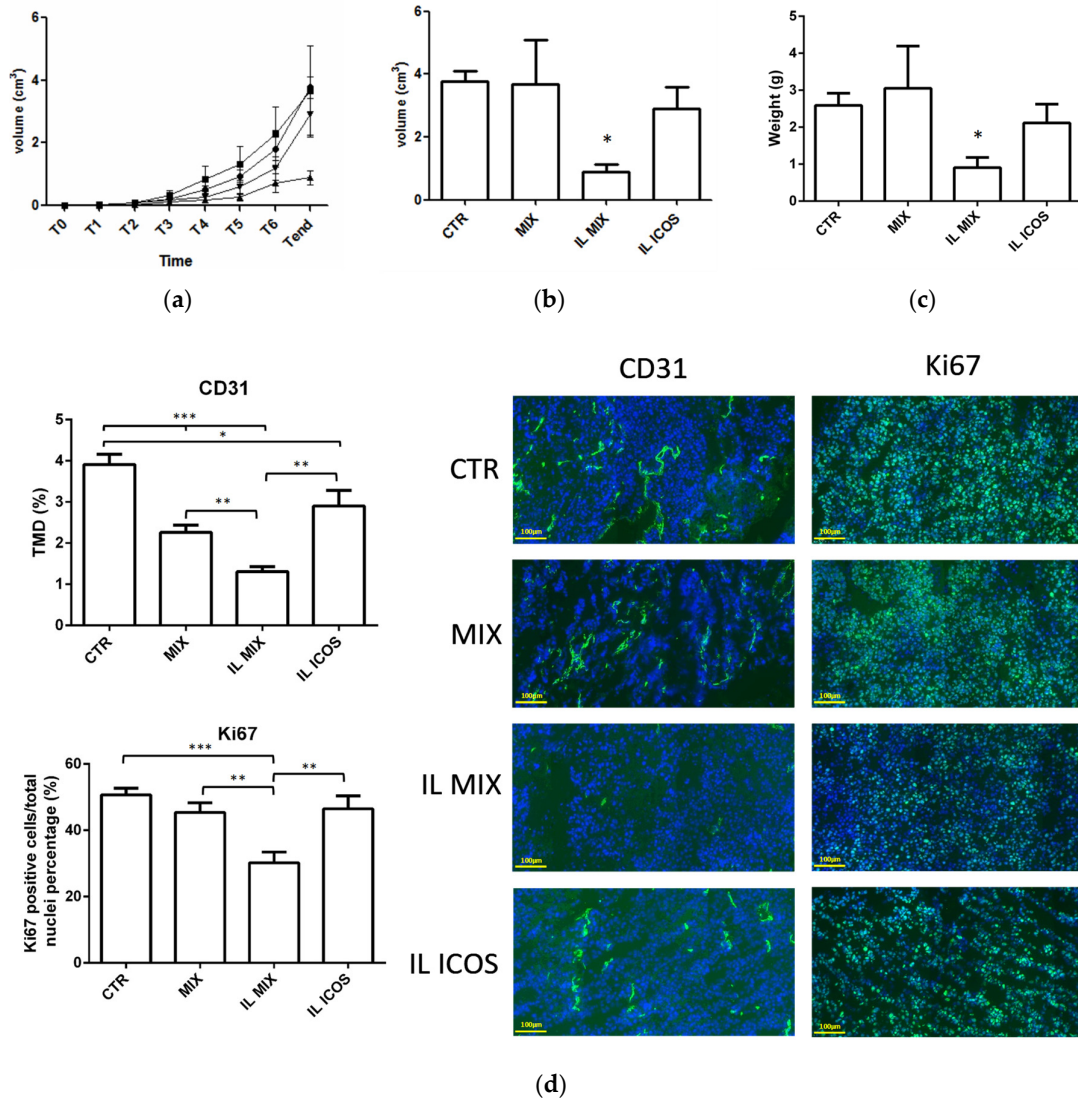 6
4
2
0
volume (cm³)
T0
T1
T2
T3
T4
T5
T6
Tend
Time
(a)
6
4
2
0
volume (cm³)
*
CTR
MIX
IL MIX
IL ICOS
(b)
5
4
3
2
1
0
Weight (g)
*
CTR
MIX
IL MIX
IL ICOS
(c)
CD31
5
4
3
2
1
0
TMD (%)
***
*
**
**
CTR
MIX
IL MIX
IL ICOS
Ki67
60
40
20
0
Ki67 positive cells/total
nuclei percentage (%)
***
**
**
CTR
MIX
IL MIX
IL ICOS
CD31
Ki67
CTR
100µm
100µm
MIX
100µm
100µm
IL MIX
100µm
100µm
IL ICOS
100µm
100µm
(d)